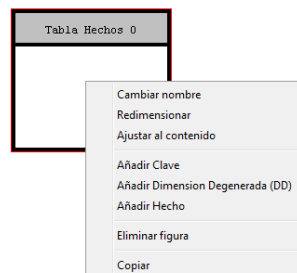 Tabla Hechos 0
Cambiar nombre
Redimensionar
Ajustar al contenido
Añadir Clave
Añadir Dimension Degenerada (DD)
Añadir Hecho
Eliminar figura
Copiar